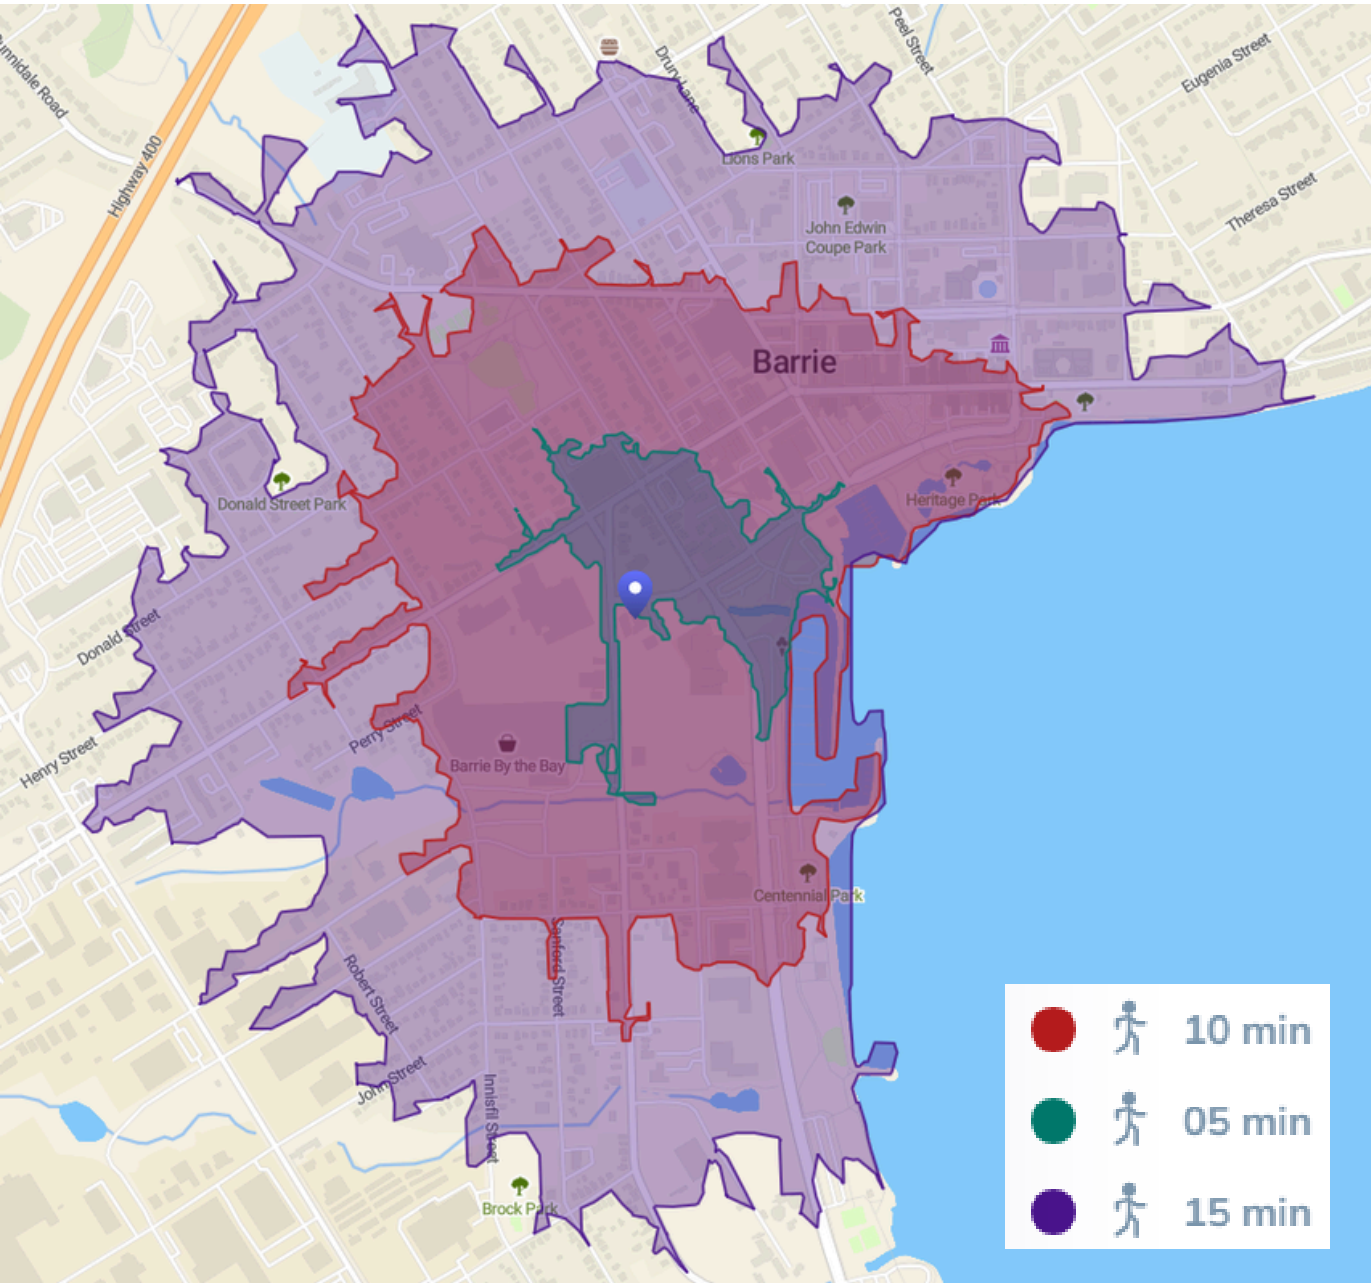 unnidale Road
Highway 400
Drury Lane
Peel Street
Eugenia Street
Lions Park
Theresa Street
John Edwin
Coupe Park
Barrie
Donald Street Park
Heritage Park
Donald Street
Henry Street
Perry Street
Barrie By the Bay
Centennial Park
Sanford Street
Robert Street
John Street
Innisfil Street
Brock Park
10 min
05 min
15 min